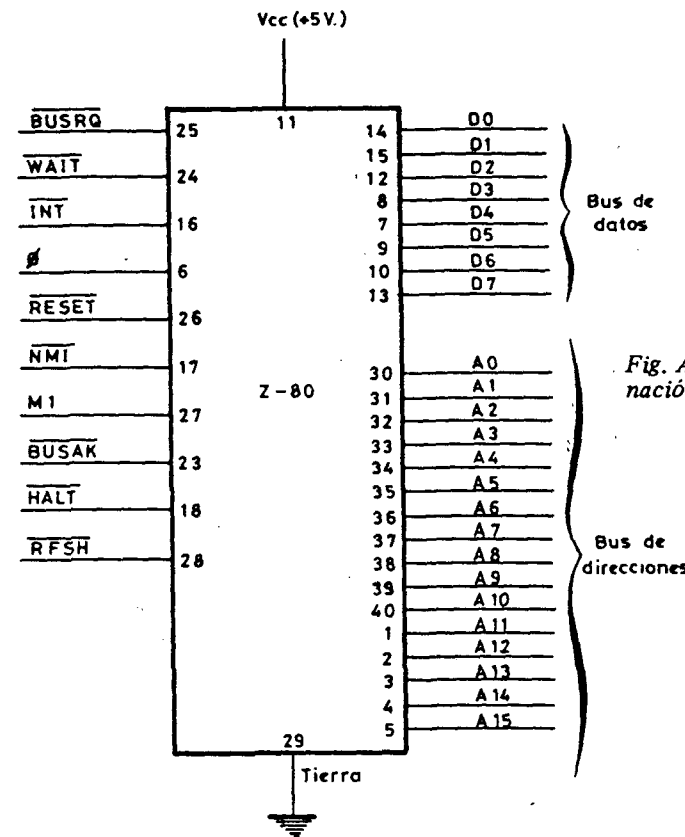 Vcc (+5 V.)
11
BUSRQ 25
WAIT 24
INT 16
ø 6
RESET 26
NMI 17
M1 27
BUSAK 23
HALT 18
RFSH 28
Z-80
14 D0
15 D1
12 D2
8 D3
7 D4
9 D5
10 D6
13 D7
Bus de
datos
30 A0
31 A1
32 A2
33 A3
34 A4
35 A5
36 A6
37 A7
38 A8
39 A9
40 A10
1 A11
2 A12
3 A13
4 A14
5 A15
Bus de
direcciones
Fig. A
nació
29
Tierra